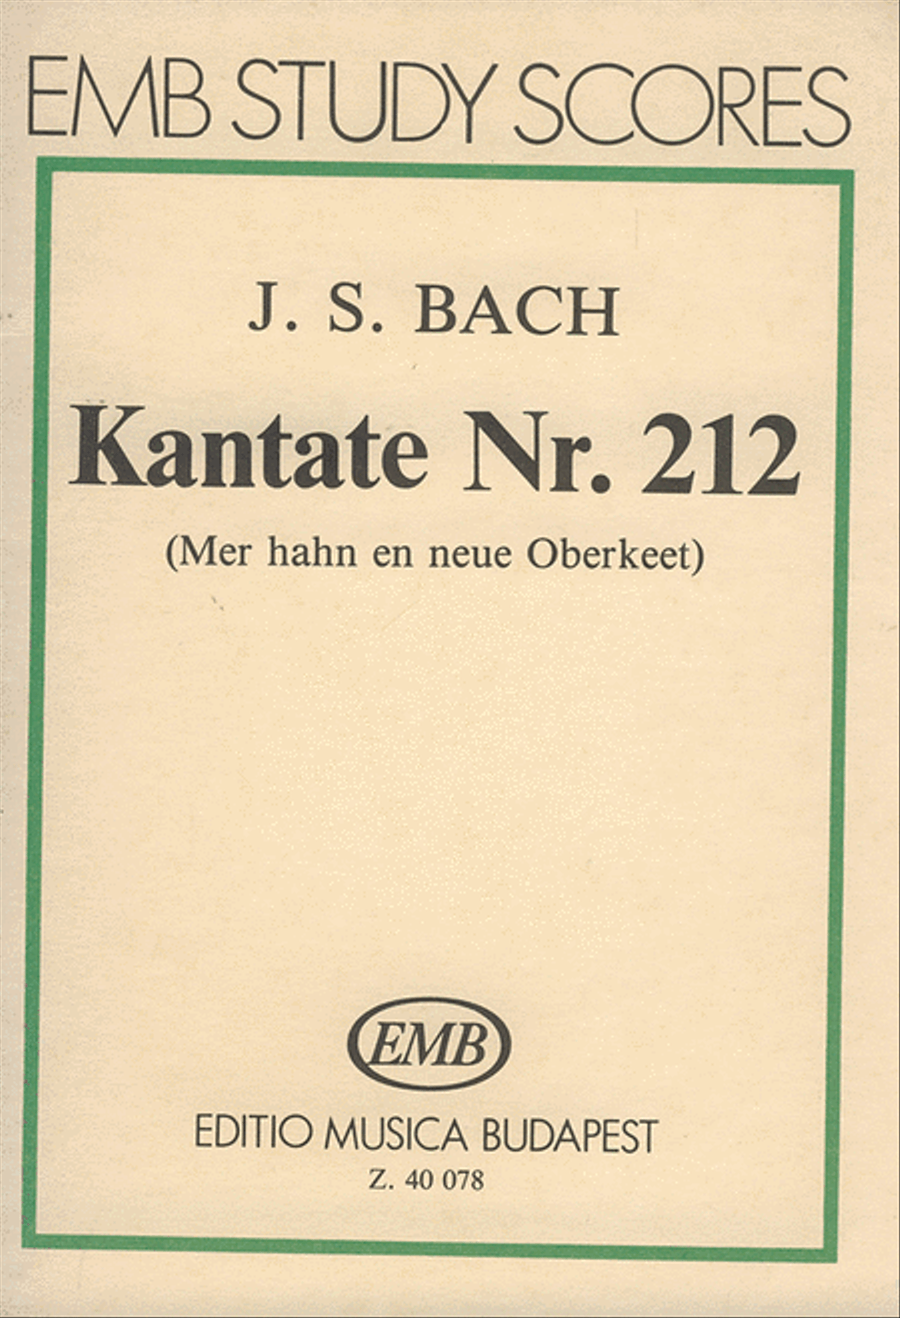 EMB STUDY SCORES
J. S. BACH
Kantate Nr. 212
(Mer hahn en neue Oberkeet)
EMB
EDITIO MUSICA BUDAPEST
Z. 40 078